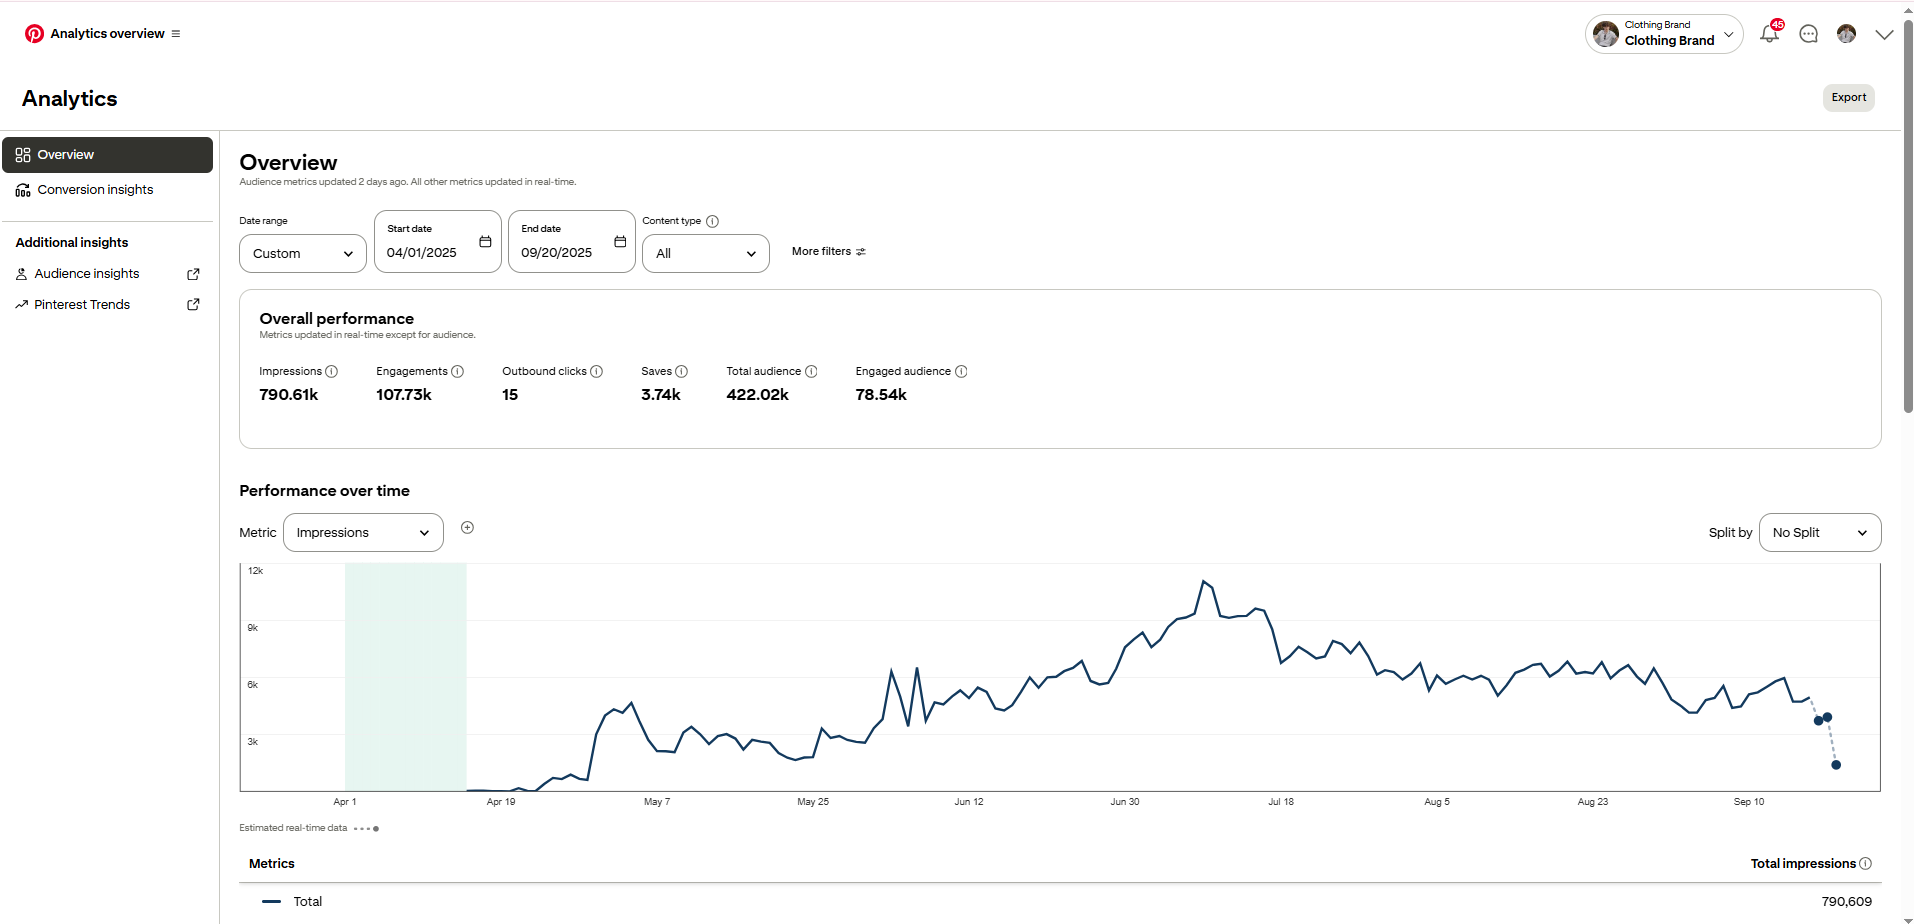 Analytics overview
Clothing Brand
Clothing Brand
45
Analytics
Export
Overview
Conversion insights
Additional insights
Audience insights
Pinterest Trends
Overview
Audience metrics updated 2 days ago. All other metrics updated in real-time.
Date range
Custom
Start date
04/01/2025
End date
09/20/2025
Content type
All
More filters
Overall performance
Metrics updated in real-time except for audience.
Impressions
790.61k
Engagements
107.73k
Outbound clicks
15
Saves
3.74k
Total audience
422.02k
Engaged audience
78.54k
Performance over time
Metric
Impressions
Split by
No Split
12k
9k
6k
3k
Apr 1
Apr 19
May 7
May 25
Jun 12
Jun 30
Jul 18
Aug 5
Aug 23
Sep 10
Estimated real-time data
Metrics
Total impressions
Total
790,609